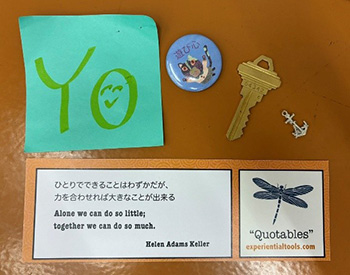 YO
遊び心
ひとりでできることはわずかだが、
力を合わせれば大きなことが出来る
Alone we can do so little;
together we can do so much.
Helen Adams Keller
“Quotables”
experientialtools.com